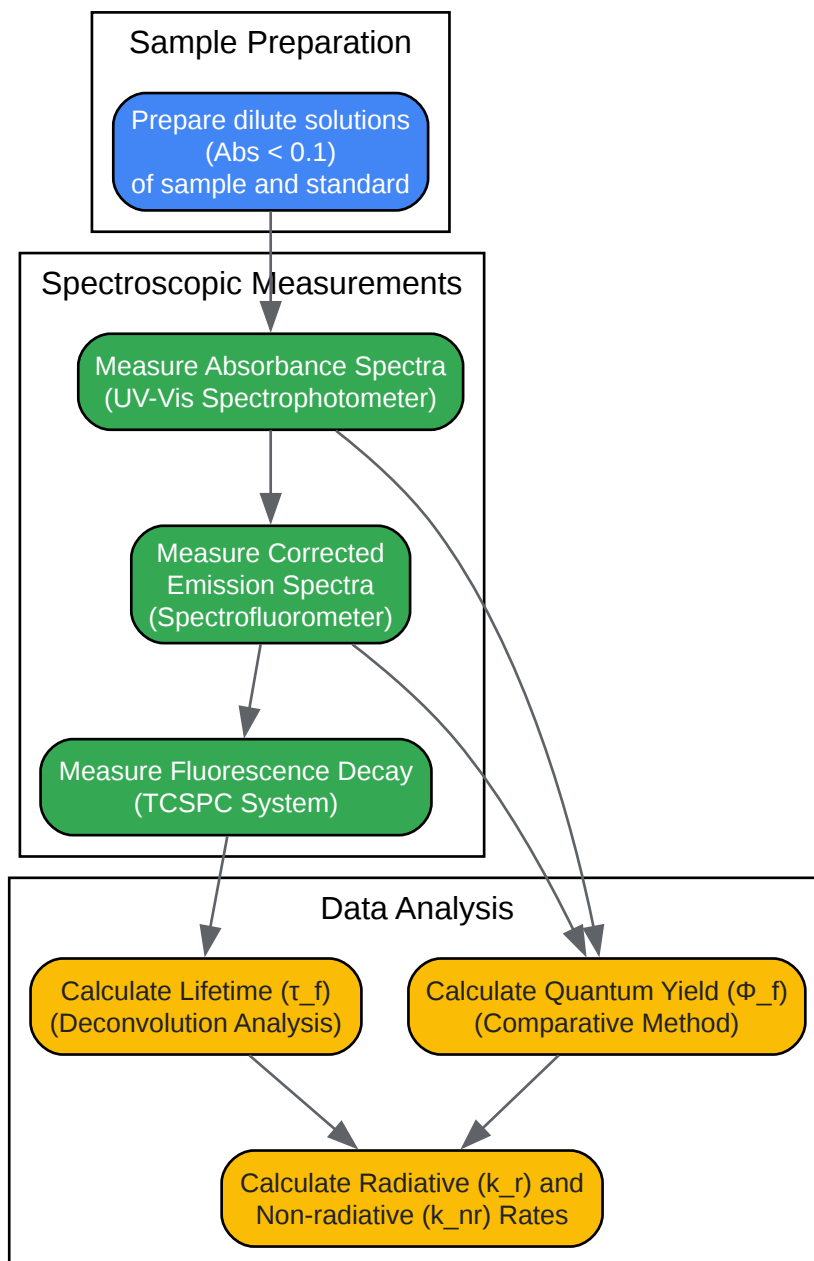 Sample Preparation
Prepare dilute solutions
(Abs < 0.1)
of sample and standard
Spectroscopic Measurements
Measure Absorbance Spectra
(UV-Vis Spectrophotometer)
Measure Corrected
Emission Spectra
(Spectrofluorometer)
Measure Fluorescence Decay
(TCSPC System)
Data Analysis
Calculate Lifetime (τ_f)
(Deconvolution Analysis)
Calculate Quantum Yield (Φ_f)
(Comparative Method)
Calculate Radiative (k_r) and
Non-radiative (k_nr) Rates